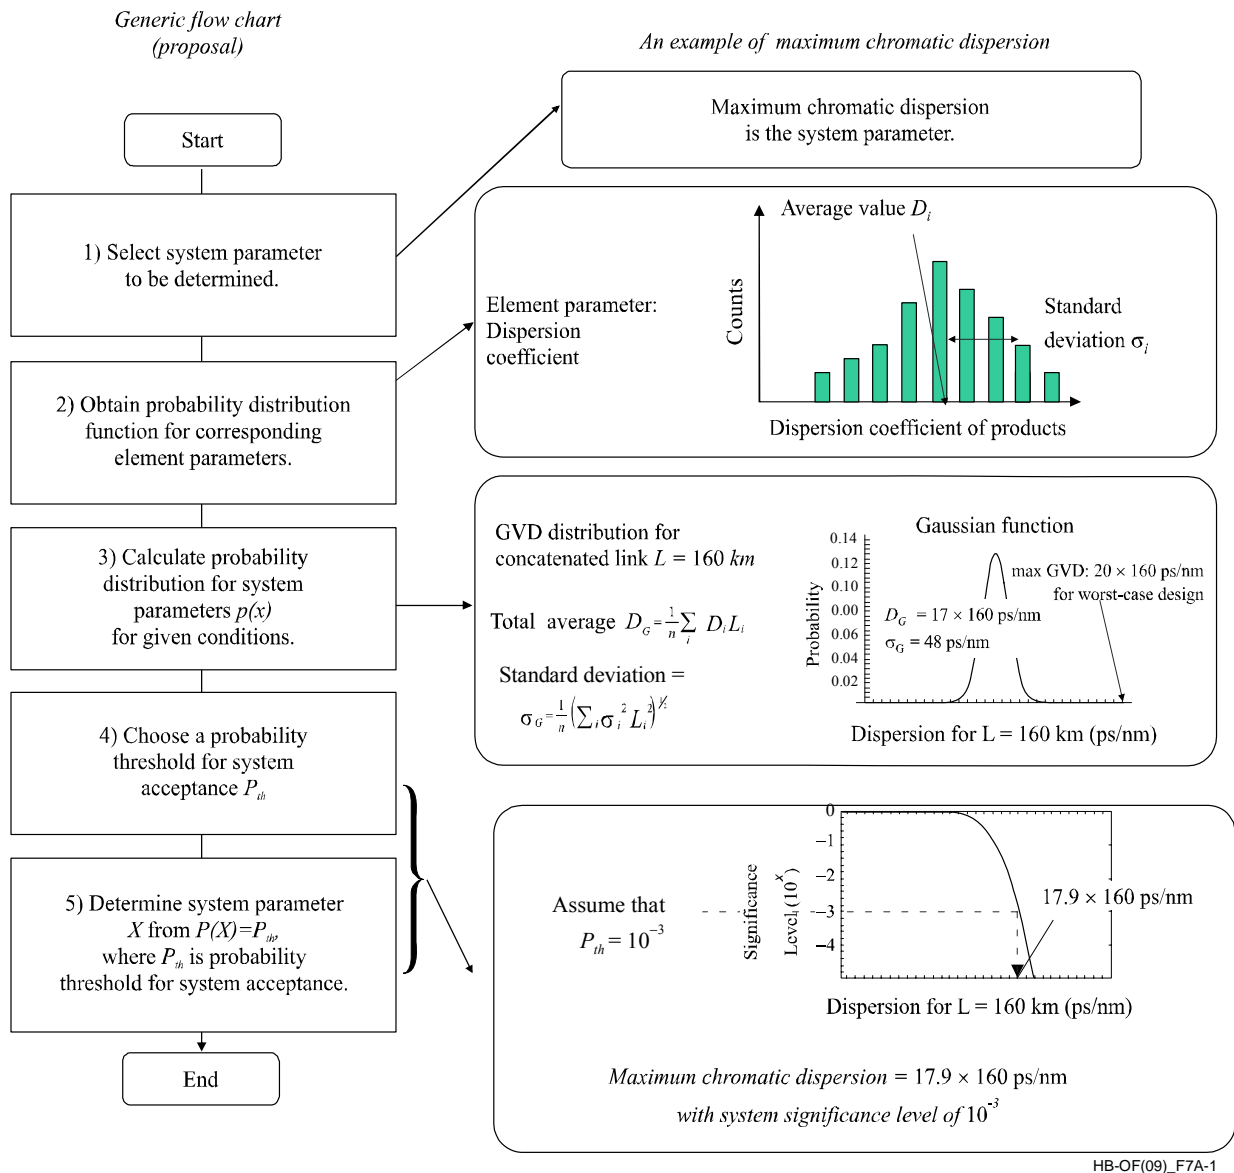 Generic flow chart
(proposal)
An example of maximum chromatic dispersion
Start
1) Select system parameter
to be determined.
2) Obtain probability distribution
function for corresponding
element parameters.
3) Calculate probability
distribution for system
parameters p(x)
for given conditions.
4) Choose a probability
threshold for system
acceptance P_th
5) Determine system parameter
X from P(X)=P_th,
where P_th is probability
threshold for system acceptance.
End
Maximum chromatic dispersion
is the system parameter.
Element parameter:
Dispersion
coefficient
Average value D_i
Counts
Standard
deviation σ_i
Dispersion coefficient of products
GVD distribution for
concatenated link L = 160 km
Total average D_G = 1/n ∑_i D_i L_i
Standard deviation =
σ_G = 1/n (∑_i σ_i^2 L_i^2)^½
Gaussian function
Probability
0.14
0.12
0.10
0.00
0.06
0.04
0.02
max GVD: 20 × 160 ps/nm
for worst-case design
D_G = 17 × 160 ps/nm
σ_G = 48 ps/nm
Dispersion for L = 160 km (ps/nm)
Assume that
P_th = 10^-3
Significance
Level (10^x)
0
−1
−2
−3
−4
17.9 × 160 ps/nm
Dispersion for L = 160 km (ps/nm)
Maximum chromatic dispersion = 17.9 × 160 ps/nm
with system significance level of 10^-3
HB-OF(09)_F7A-1